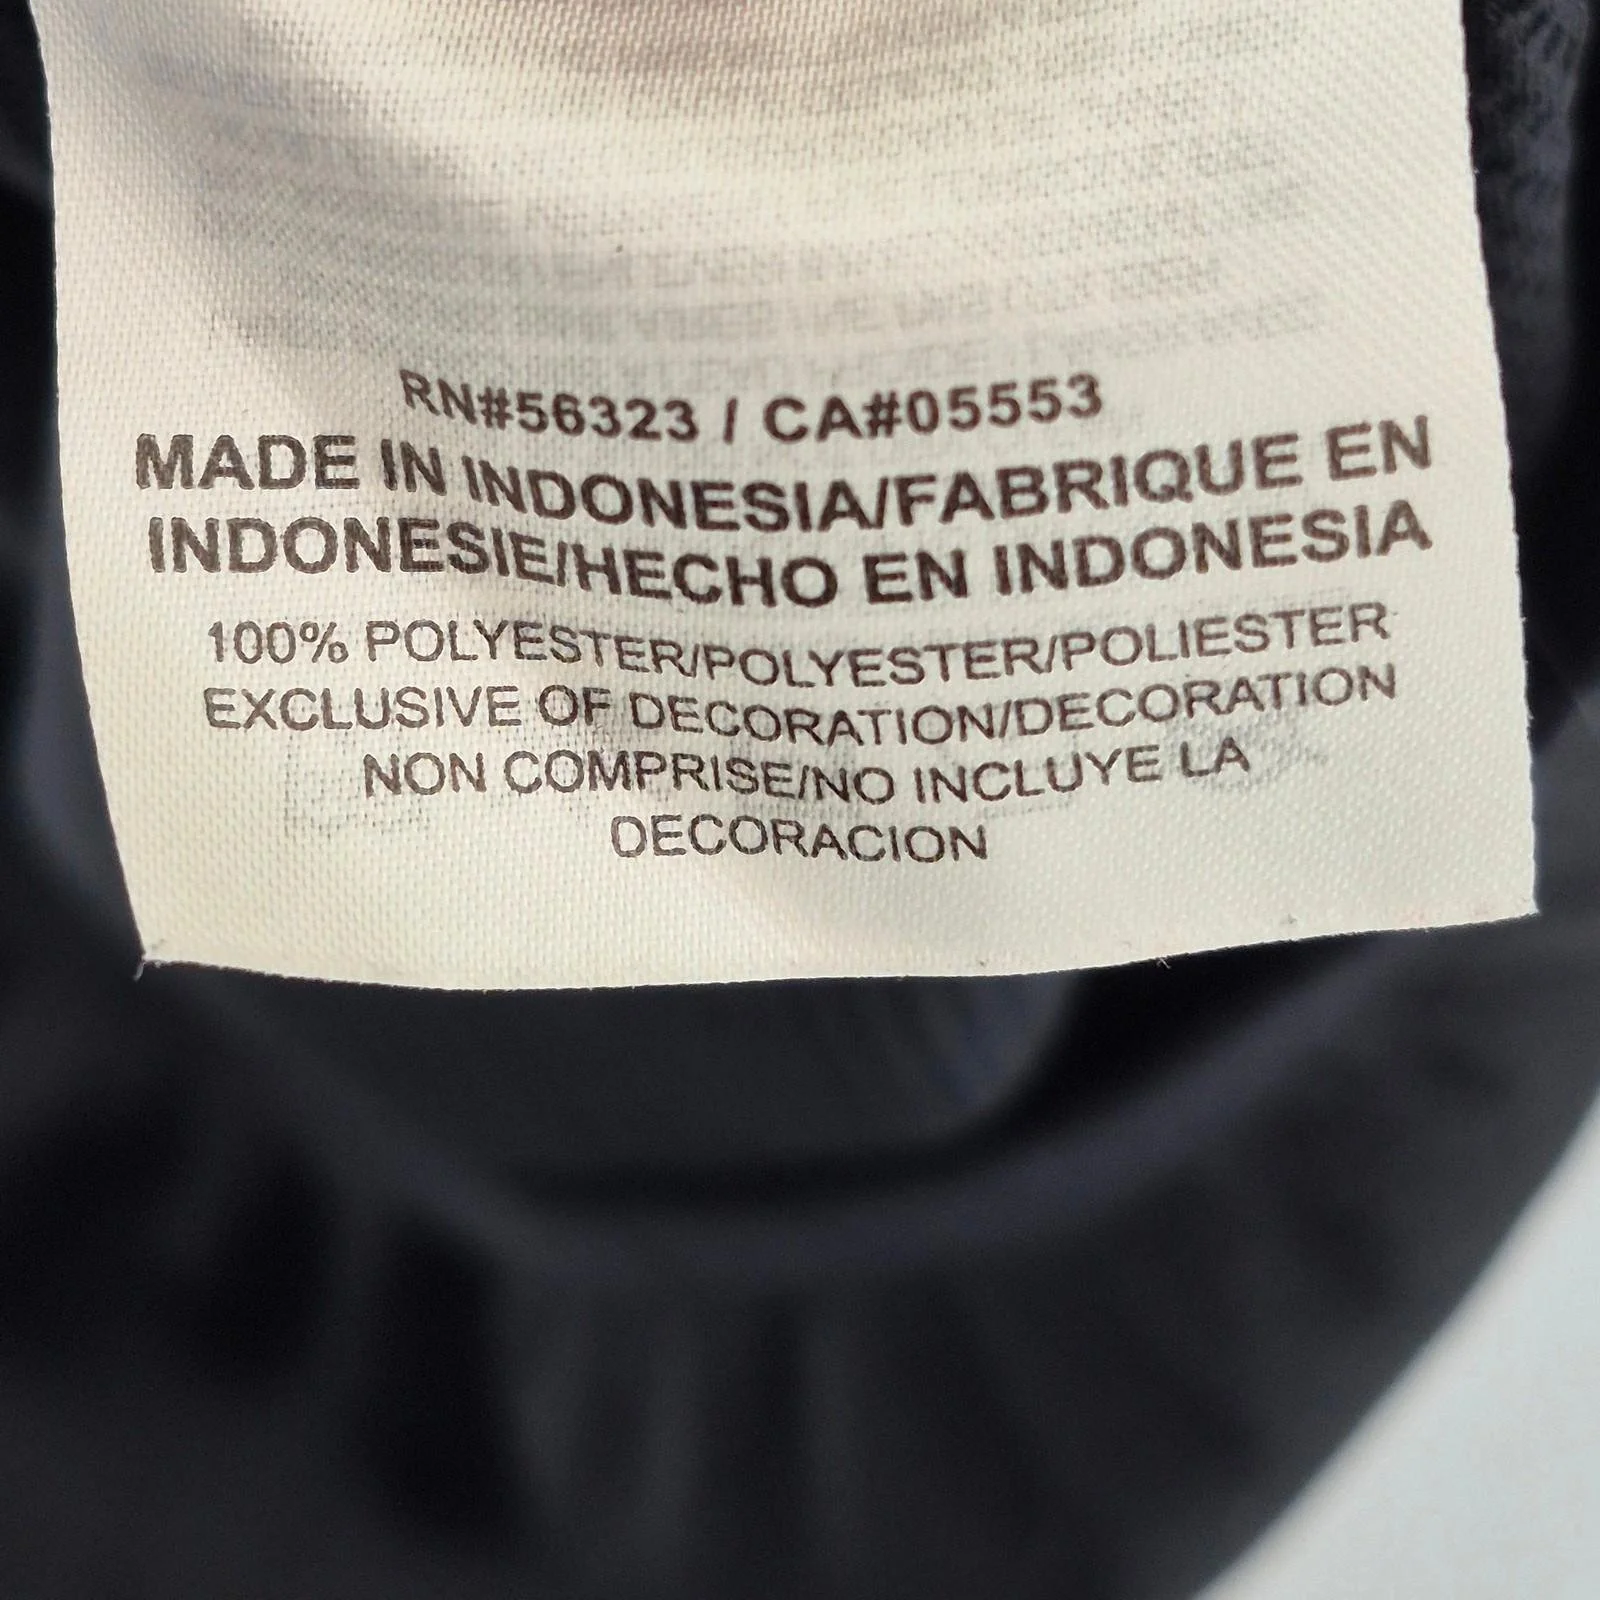 RN#56323 / CA#05553
MADE IN INDONESIA/FABRIQUE EN
INDONESIE/HECHO EN INDONESIA
100% POLYESTER/POLYESTER/POLIESTER
EXCLUSIVE OF DECORATION/DECORATION
NON COMPRISE/NO INCLUYE LA
DECORACION